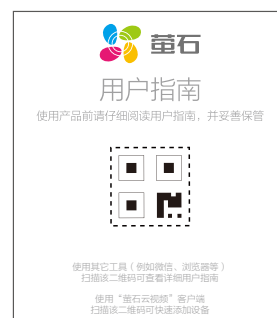 萤石
用户指南
使用产品前请仔细阅读用户指南，并妥善保管
使用其它工具（例如微信、浏览器等）
扫描该二维码可查看详细用户指南
使用“萤石云视频”客户端
扫描该二维码可快速添加设备